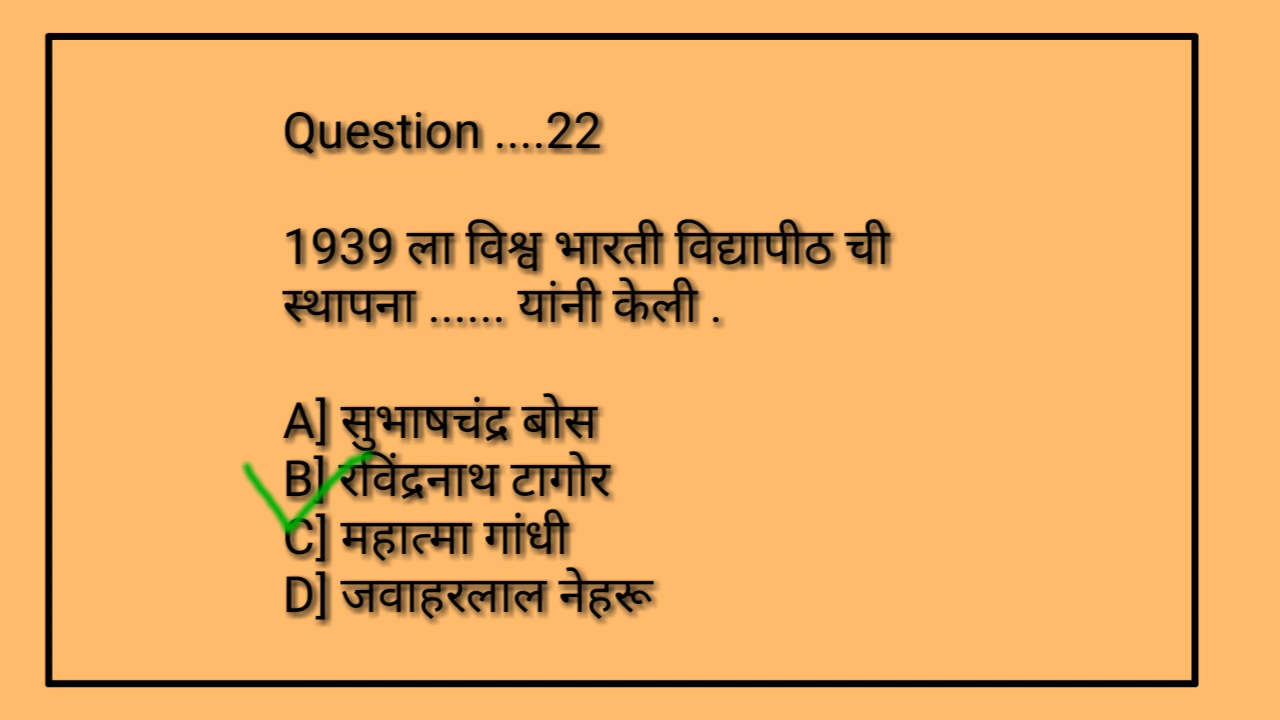 Question ....22
1939 ला विश्व भारती विद्यापीठ ची
स्थापना ...... यांनी केली .
A] सुभाषचंद्र बोस
B] रविंद्रनाथ टागोर
C] महात्मा गांधी
D] जवाहरलाल नेहरू